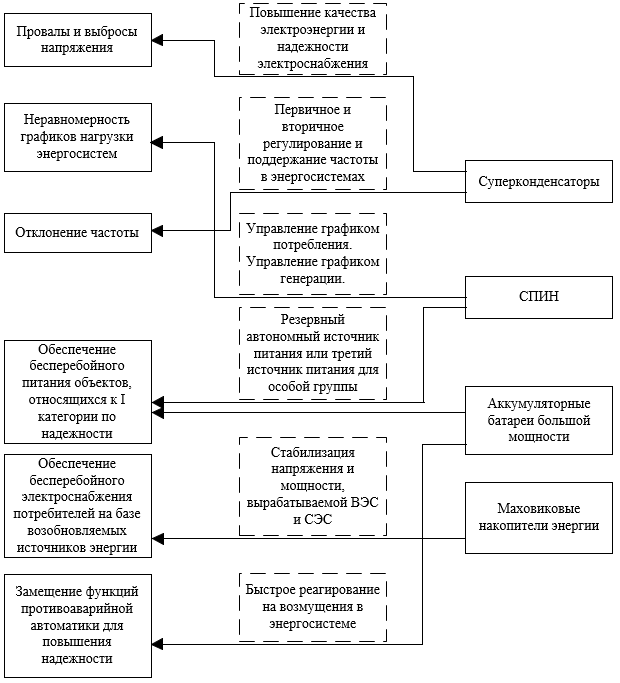 Провалы и выбросы
напряжения
Неравномерность
графиков нагрузки
энергосистем
Отклонение частоты
Обеспечение
бесперебойного
питания объектов,
относящихся к I
категории по
надежности
Обеспечение
бесперебойного
электроснабжения
потребителей на базе
возобновляемых
источников энергии
Замещение функций
противоаварийной
автоматики для
повышения
надежности
Повышение качества
электроэнергии и
надежности
электроснабжения
Первичное и
вторичное
регулирование и
поддержание частоты
в энергосистемах
Управление графиком
потребления.
Управление графиком
генерации.
Резервный
автономный источник
питания или третий
источник питания для
особой группы
Стабилизация
напряжения и
мощности,
вырабатываемой ВЭС
и СЭС
Быстрое реагирование
на возмущения в
энергосистеме
Суперконденсаторы
СПИН
Аккумуляторные
батареи большой
мощности
Маховиковые
накопители энергии